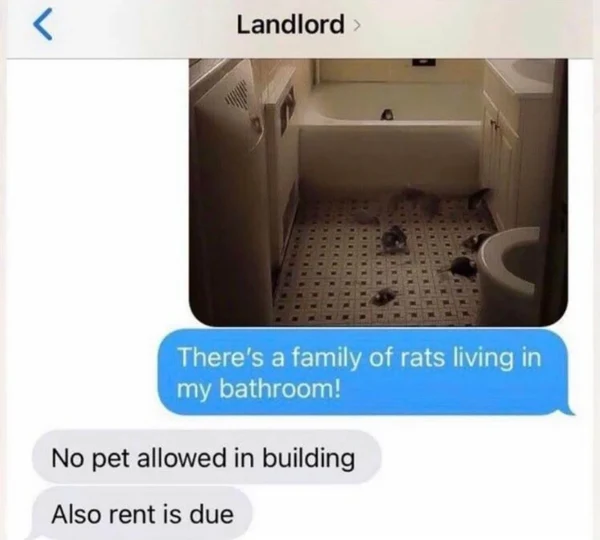 Landlord
There's a family of rats living in
my bathroom!
No pet allowed in building
Also rent is due